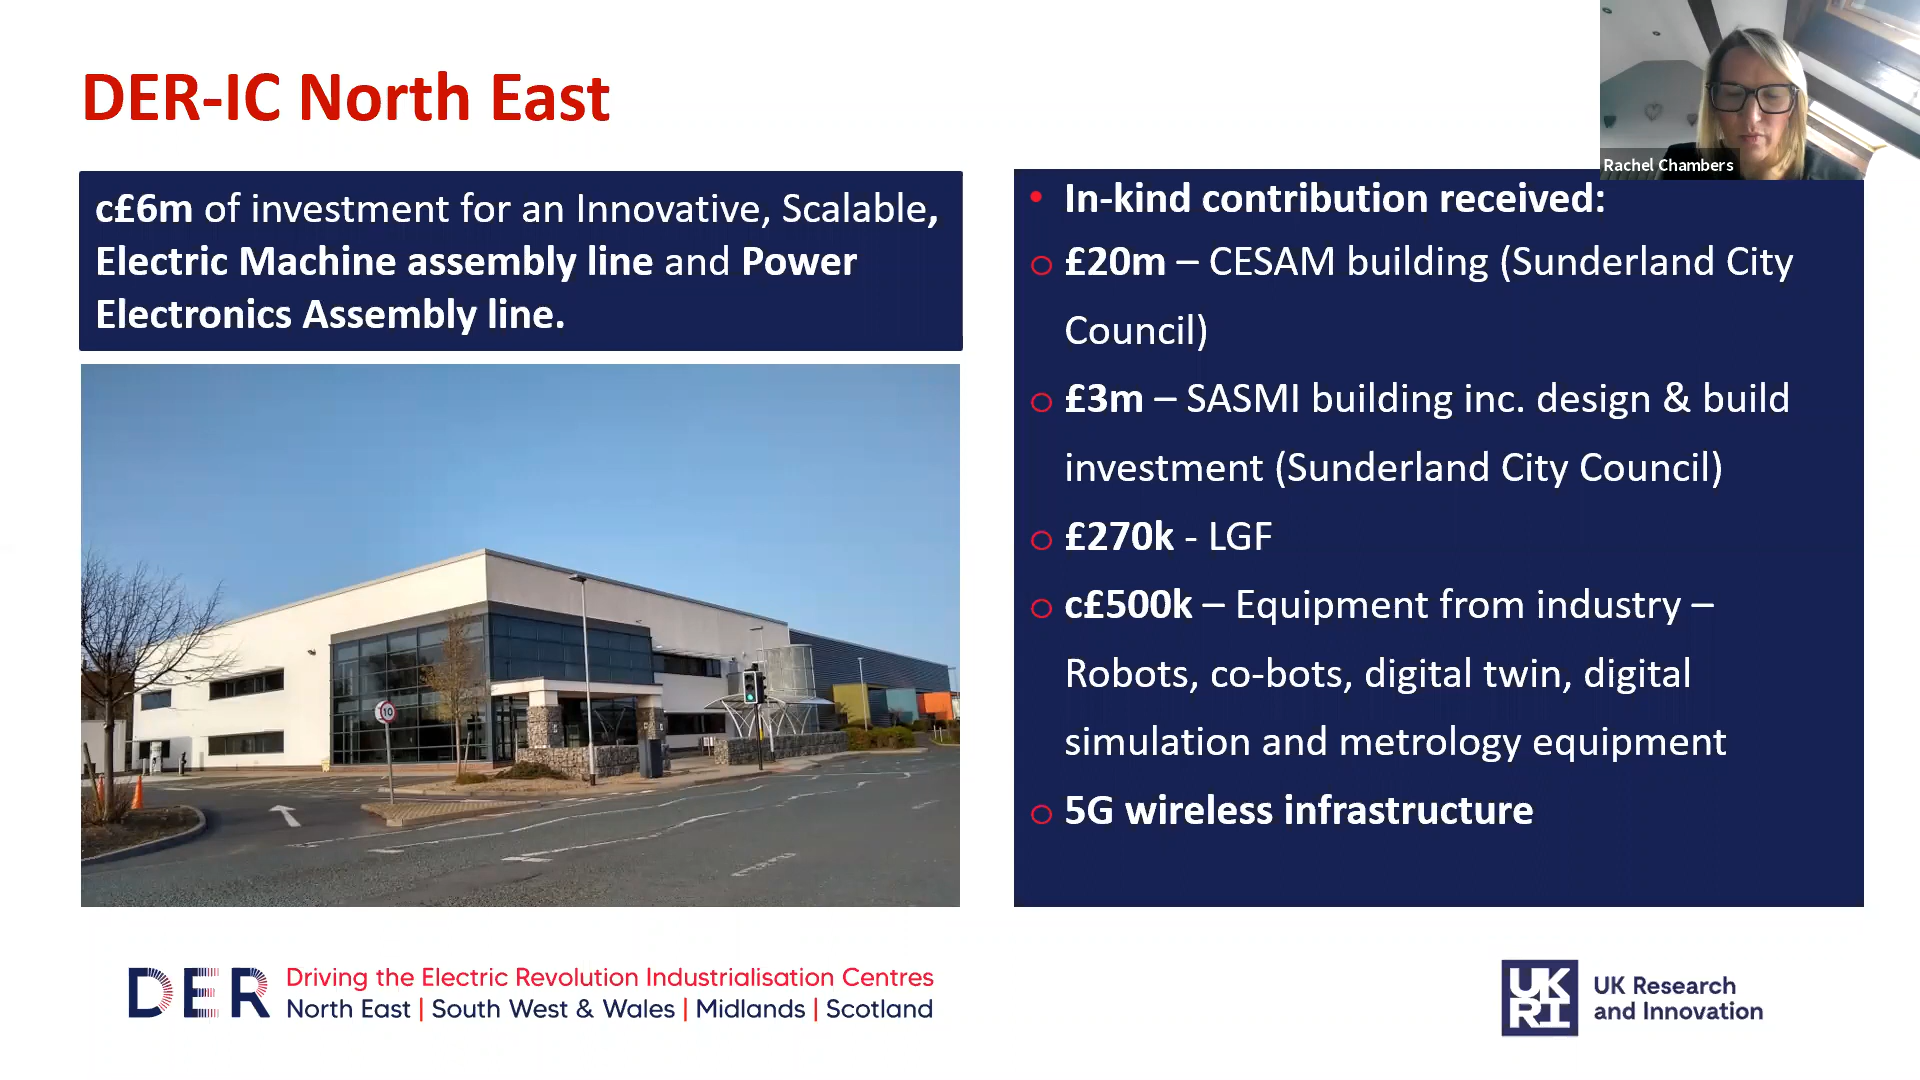 DER-IC North East
Rachel Chambers
c£6m of investment for an Innovative, Scalable,
Electric Machine assembly line and Power
Electronics Assembly line.
10
• In-kind contribution received:
o £20m – CESAM building (Sunderland City
Council)
o £3m – SASMI building inc. design & build
investment (Sunderland City Council)
o £270k - LGF
o c£500k – Equipment from industry –
Robots, co-bots, digital twin, digital
simulation and metrology equipment
o 5G wireless infrastructure
DER
Driving the Electric Revolution Industrialisation Centres
North East | South West & Wales | Midlands | Scotland
UKRI
UK Research
and Innovation